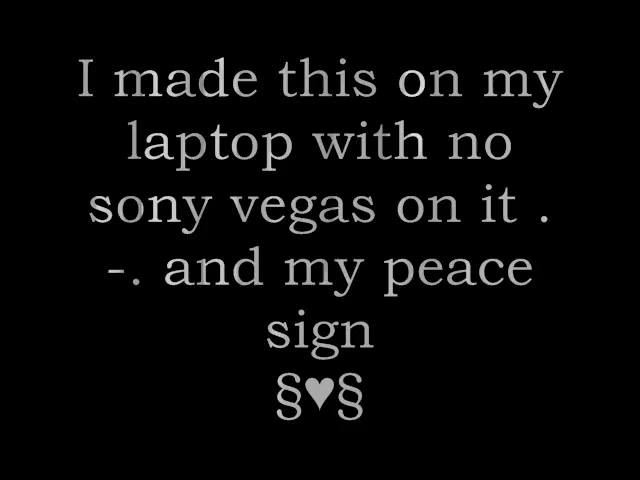 I made this on my
laptop with no
sony vegas on it .
-. and my peace
sign
§♥§